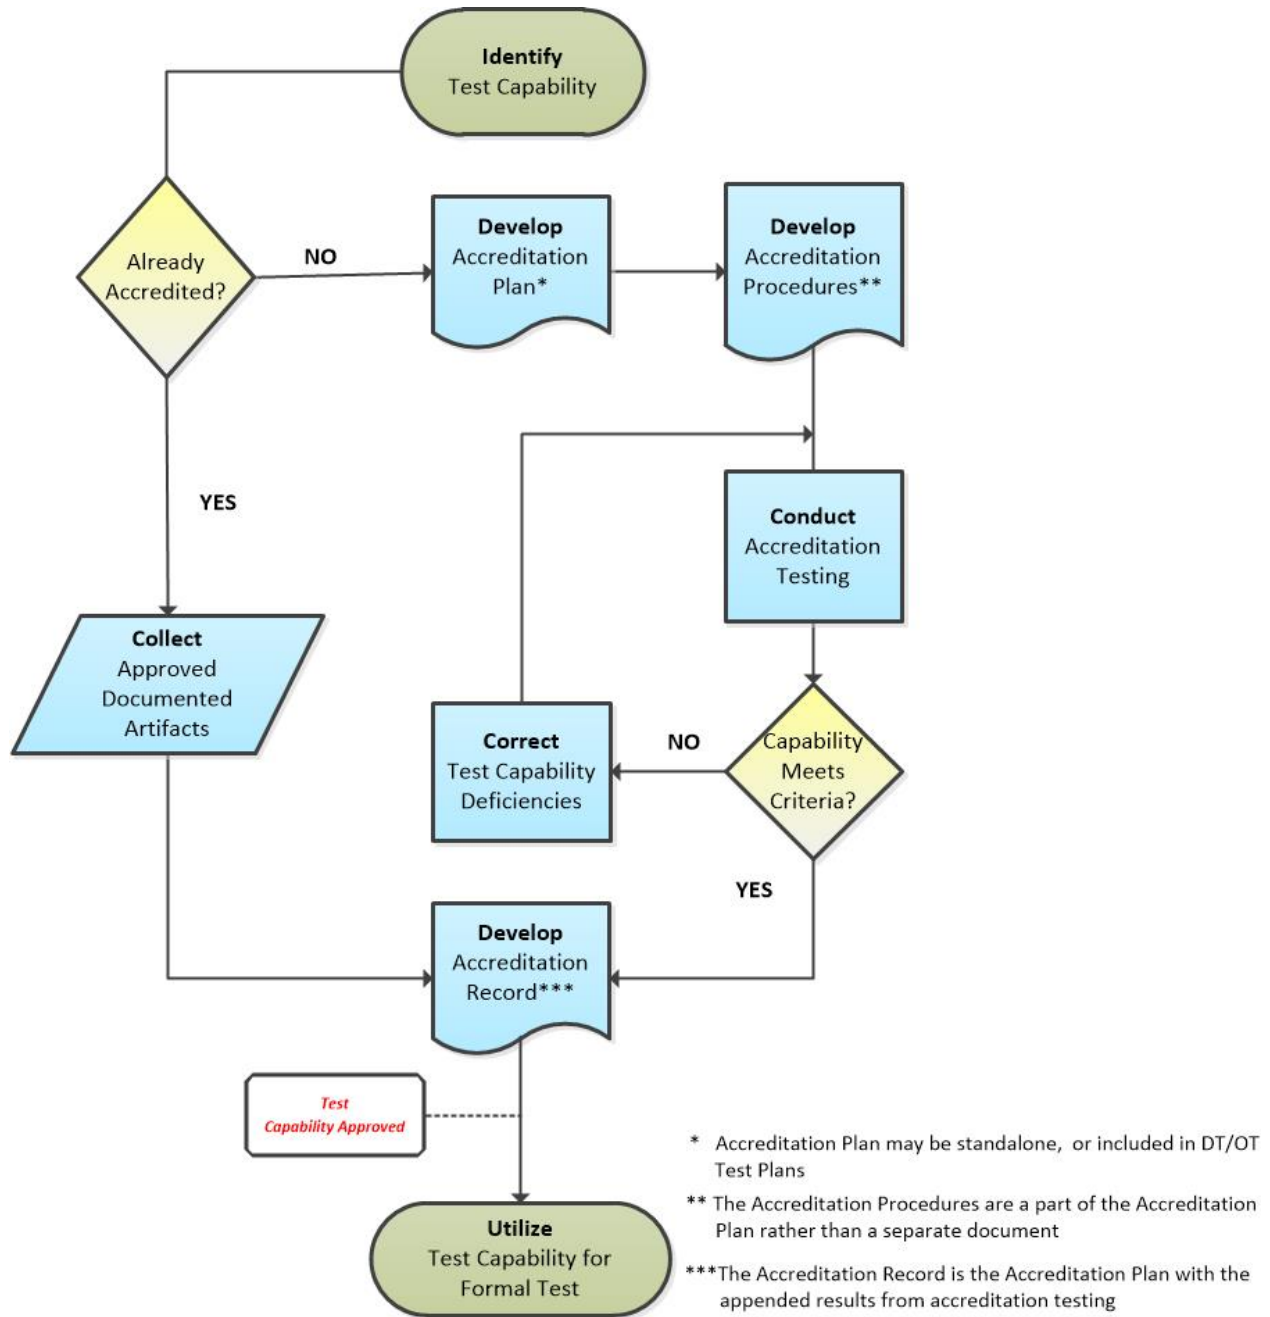 Identify
Test Capability
Already
Accredited?
NO
Develop
Accreditation
Plan*
Develop
Accreditation
Procedures**
YES
Conduct
Accreditation
Testing
Collect
Approved
Documented
Artifacts
Correct
Test Capability
Deficiencies
NO
Capability
Meets
Criteria?
YES
Develop
Accreditation
Record***
Test
Capability Approved
Utilize
Test Capability for
Formal Test
* Accreditation Plan may be standalone, or included in DT/OT
Test Plans
** The Accreditation Procedures are a part of the Accreditation
Plan rather than a separate document
***The Accreditation Record is the Accreditation Plan with the
appended results from accreditation testing